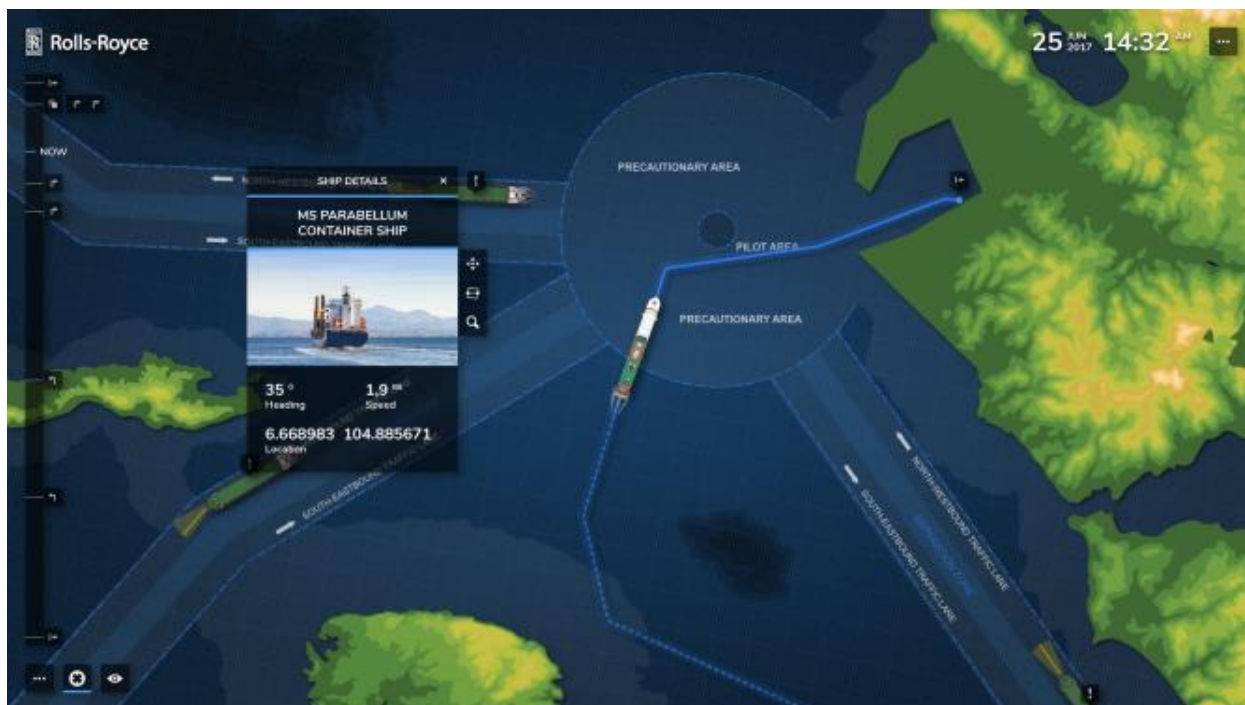 Rolls-Royce
25 JUN 2017 14:32 AM
NOW
PRECAUTIONARY AREA
SHIP DETAILS
MS PARABELLUM
CONTAINER SHIP
PILOT AREA
PRECAUTIONARY AREA
35 °
Heading
1,9
Speed
6.668983 104.885671
Location
SOUTH-EASTBOUND TRAFFIC LANE
NORTH-WESTBOUND TRAFFIC LANE
SOUTH-EASTBOUND TRAFFIC LANE